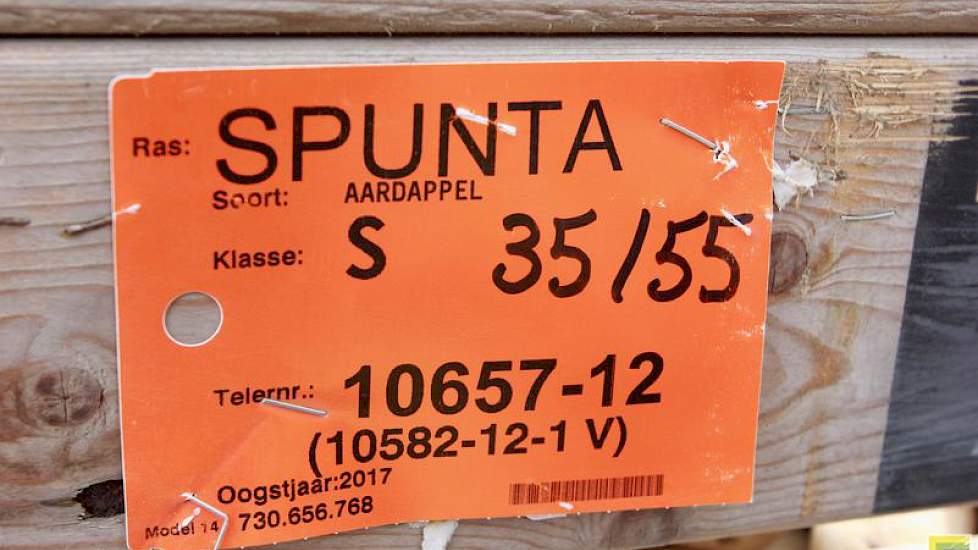 Ras: SPUNTA
Soort: AARDAPPEL
Klasse: S 35/55
Telernr.: 10657-12
(10582-12-1 V)
Oogstjaar:2017
Model 14 730.656.768